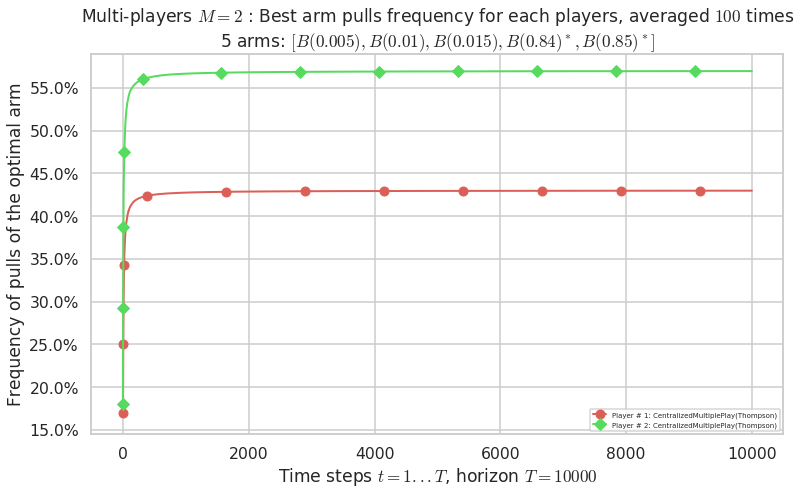 Multi-players M = 2 : Best arm pulls frequency for each players, averaged 100 times
5 arms: [B(0.005), B(0.01), B(0.015), B(0.84)*, B(0.85)*]
Frequency of pulls of the optimal arm
55.0%
50.0%
45.0%
40.0%
35.0%
30.0%
25.0%
20.0%
15.0%
Player # 1: CentralizedMultiplePlay(Thompson)
Player # 2: CentralizedMultiplePlay(Thompson)
0 2000 4000 6000 8000 10000
Time steps t = 1...T, horizon T = 10000